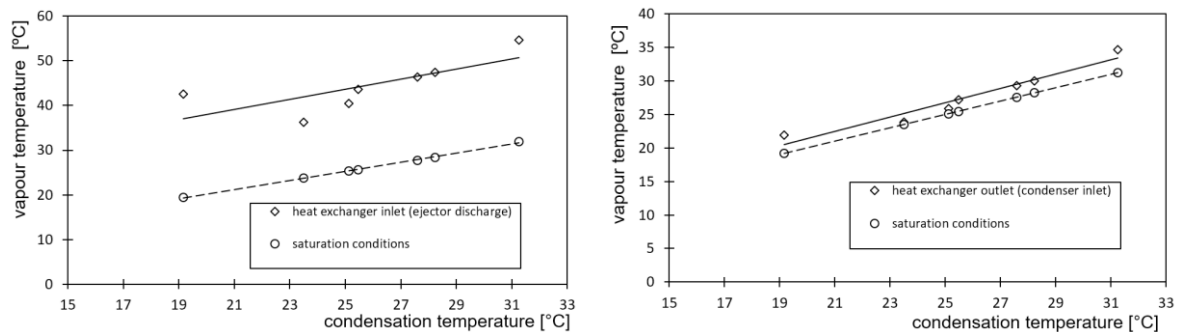 vapour temperature [ºC]
60
50
40
30
20
10
0
heat exchanger inlet (ejector discharge)
saturation conditions
15 17 19 21 23 25 27 29 31 33
condensation temperature [°C]
vapour temperature [ºC]
40
35
30
25
20
15
10
5
0
heat exchanger outlet (condenser inlet)
saturation conditions
15 17 19 21 23 25 27 29 31 33
condensation temperature [°C]